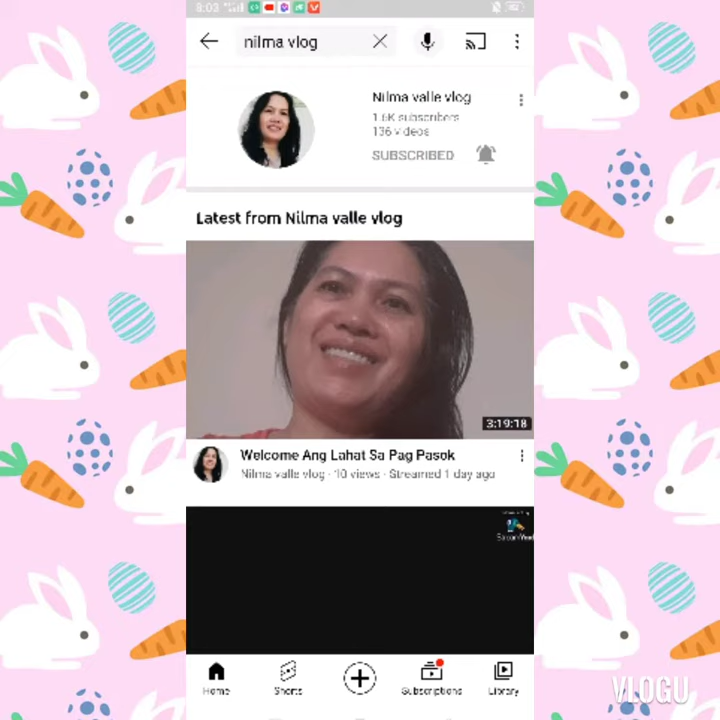 8:03
nilma vlog
Nilma valle vlog
1.6K subscribers
136 videos
SUBSCRIBED
Latest from Nilma valle vlog
3:19:18
Welcome Ang Lahat Sa Pag Pasok
Nilma valle vlog · 10 views · Streamed 1 day ago
Home
Shorts
Subscriptions
Library
VLOGU